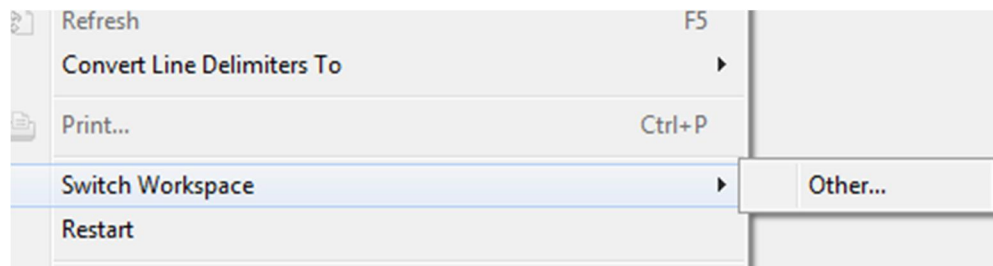 Refresh F5
Convert Line Delimiters To
Print... Ctrl+P
Switch Workspace Other...
Restart